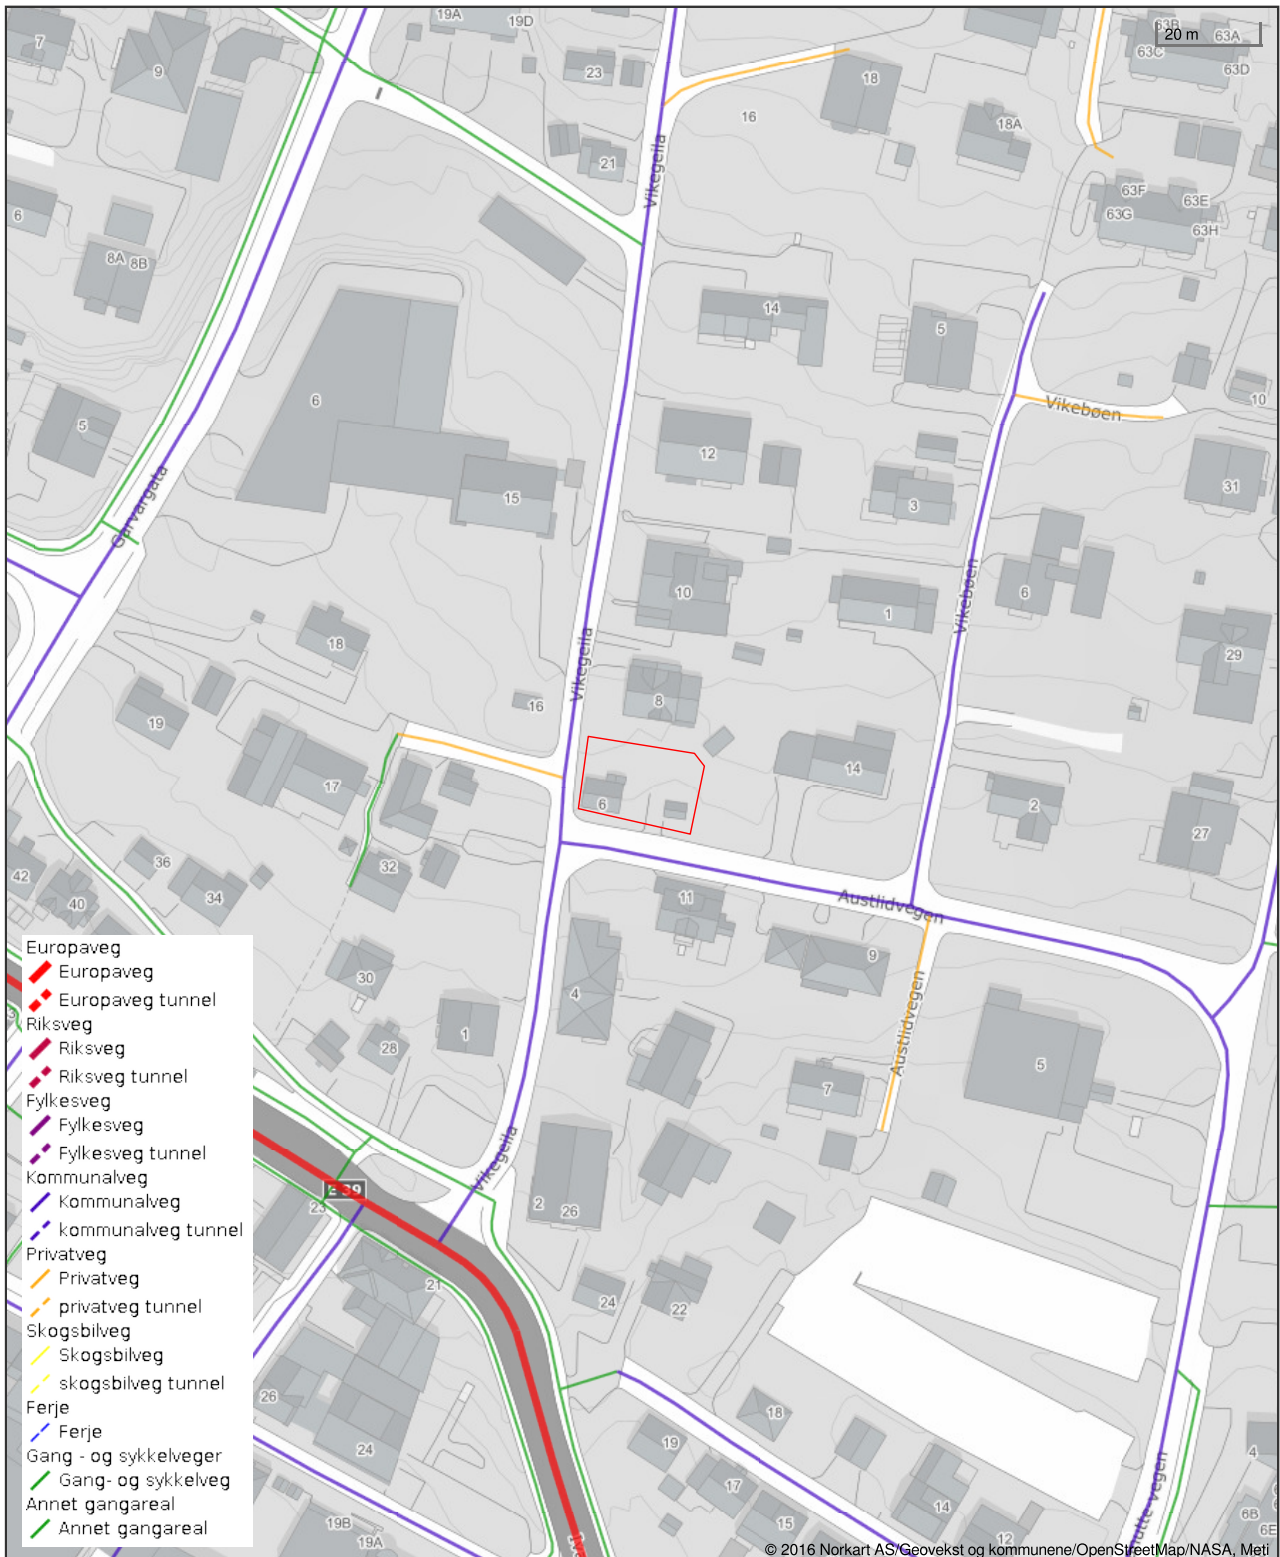 19A
19D
7
9
23
18
63B
20 m
63A
63C
63D
16
18A
21
Vikegeila
63F
63E
63G
63H
6
8A
8B
14
5
6
Vikebøen
10
5
12
31
15
3
Garvargata
10
6
1
Vikebøen
18
29
Vikegeila
8
16
19
14
17
6
2
27
36
32
42
34
40
11
Austlidvegen
9
30
4
Austlidvegen
1
28
5
7
Vikegeila
2
26
E 39
23
21
24
22
26
18
24
19
17
14
15
12
4
6B
6E
19B
19A
Europaveg
Europaveg
Europaveg tunnel
Riksveg
Riksveg
Riksveg tunnel
Fylkesveg
Fylkesveg
Fylkesveg tunnel
Kommunalveg
Kommunalveg
kommunalveg tunnel
Privatveg
Privatveg
privatveg tunnel
Skogsbilveg
Skogsbilveg
skogsbilveg tunnel
Ferje
Ferje
Gang - og sykkelveger
Gang- og sykkelveg
Annet gangareal
Annet gangareal
© 2016 Norkart AS/Geovekst og kommunene/OpenStreetMap/NASA, Meti